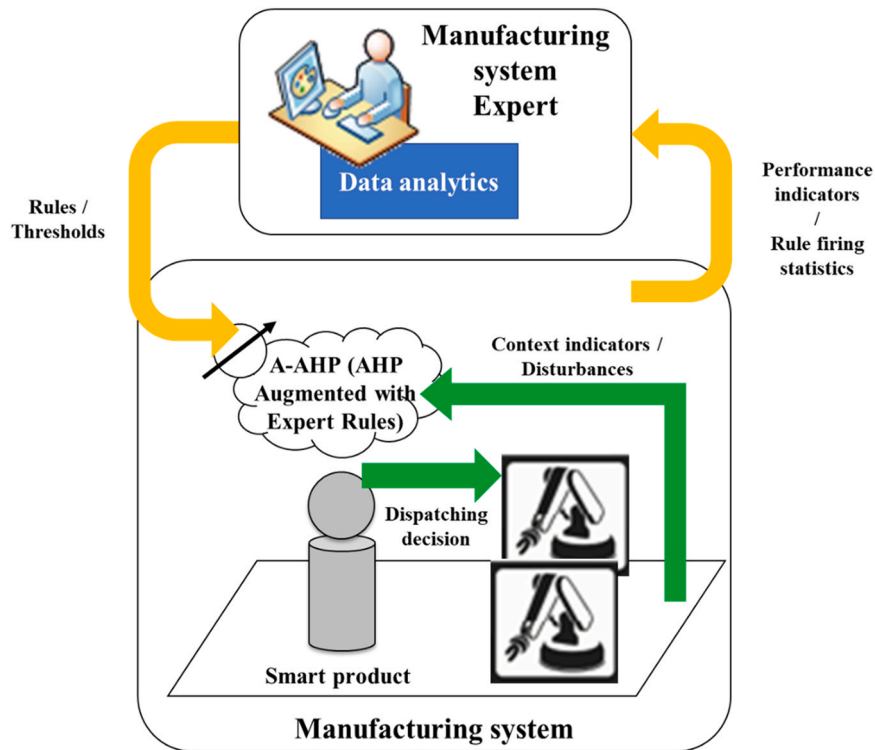 Manufacturing
system
Expert
Data analytics
Rules /
Thresholds
Performance
indicators
/
Rule firing
statistics
Context indicators /
Disturbances
A-AHP (AHP
Augmented with
Expert Rules)
Dispatching
decision
Smart product
Manufacturing system